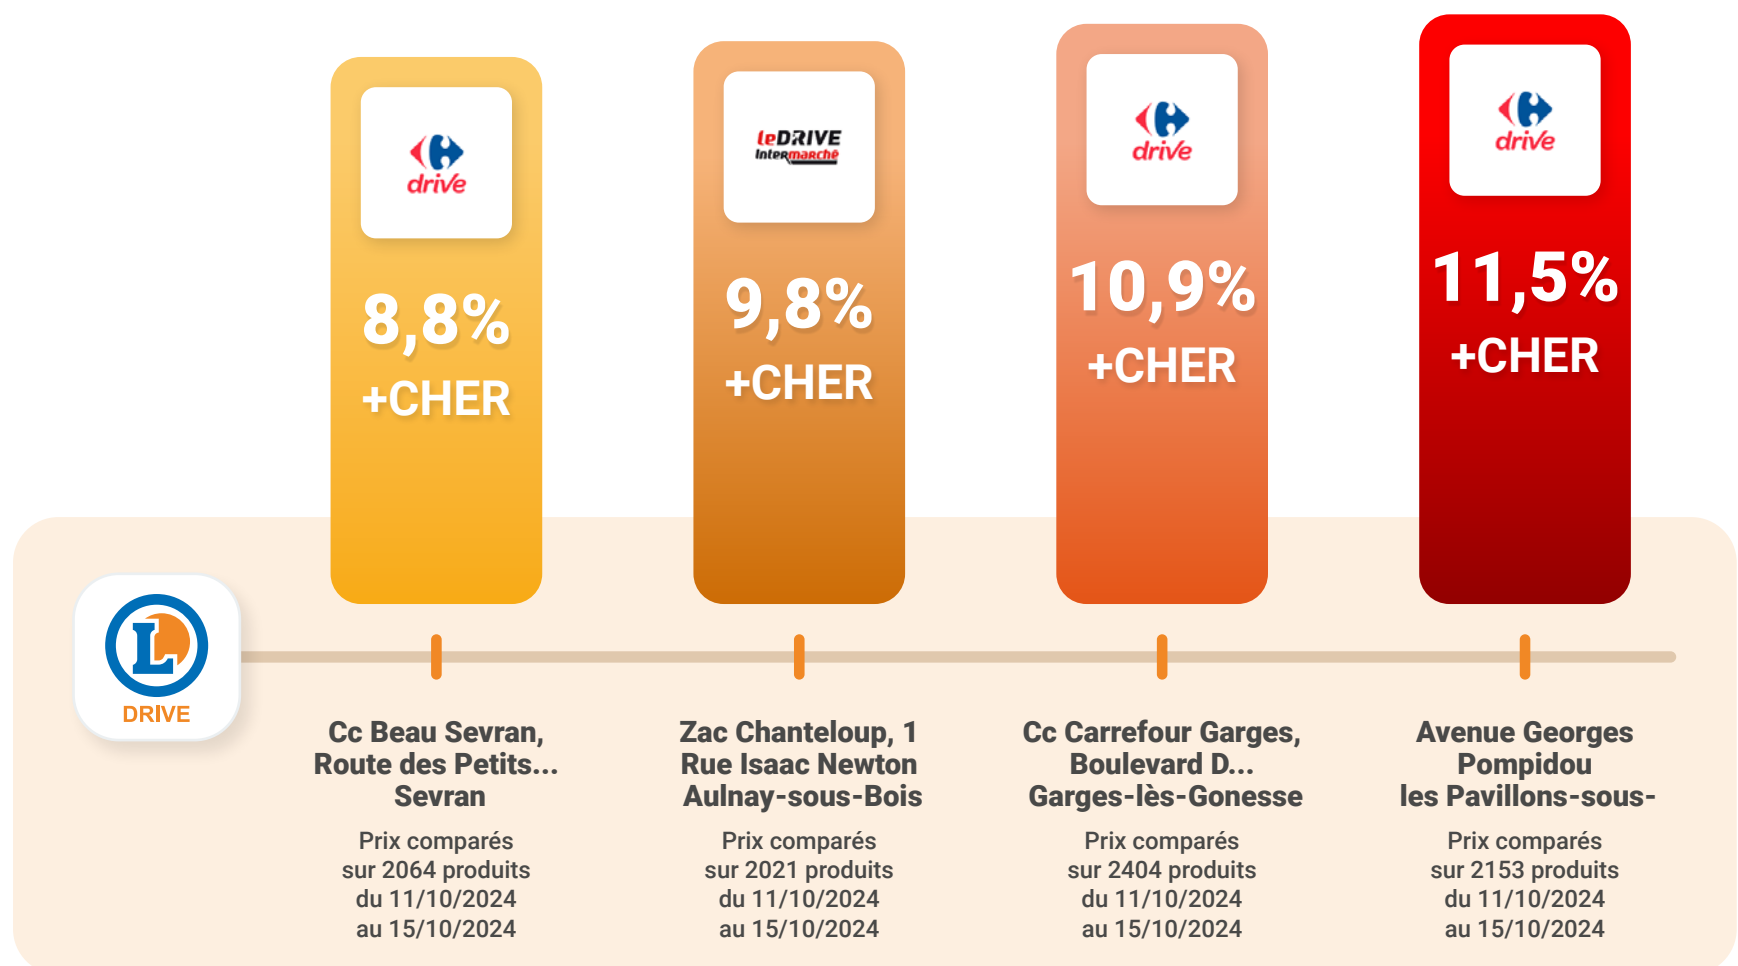 drive
8,8%
+CHER
leDRIVE
Intermarché
9,8%
+CHER
drive
10,9%
+CHER
drive
11,5%
+CHER
L
DRIVE
Cc Beau Sevran,
Route des Petits...
Sevran
Prix comparés
sur 2064 produits
du 11/10/2024
au 15/10/2024
Zac Chanteloup, 1
Rue Isaac Newton
Aulnay-sous-Bois
Prix comparés
sur 2021 produits
du 11/10/2024
au 15/10/2024
Cc Carrefour Garges,
Boulevard D...
Garges-lès-Gonesse
Prix comparés
sur 2404 produits
du 11/10/2024
au 15/10/2024
Avenue Georges
Pompidou
les Pavillons-sous-
Prix comparés
sur 2153 produits
du 11/10/2024
au 15/10/2024